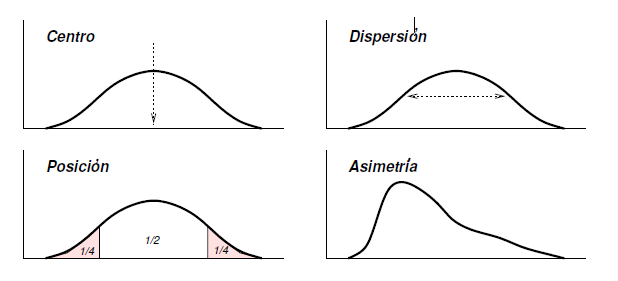 Centro
Dispersión
Posición
1/4
1/2
1/4
Asimetría